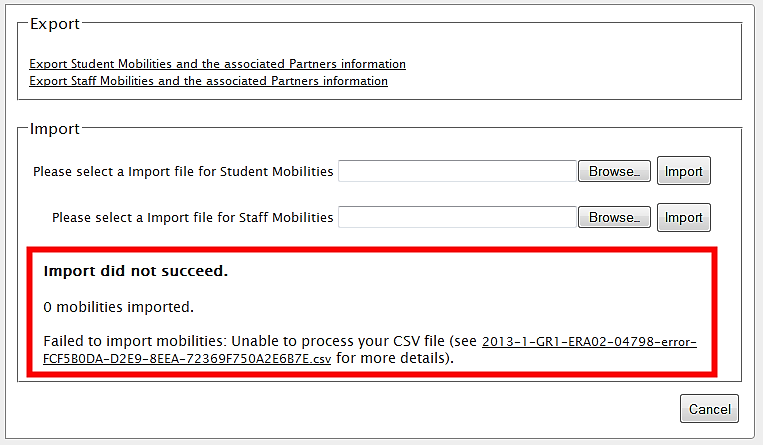 Export
Export Student Mobilities and the associated Partners information
Export Staff Mobilities and the associated Partners information
Import
Please select a Import file for Student Mobilities Browse... Import
Please select a Import file for Staff Mobilities Browse... Import
Import did not succeed.
0 mobilities imported.
Failed to import mobilities: Unable to process your CSV file (see 2013-1-GR1-ERA02-04798-error-
FCF5B0DA-D2E9-8EEA-72369F750A2E6B7E.csv for more details).
Cancel